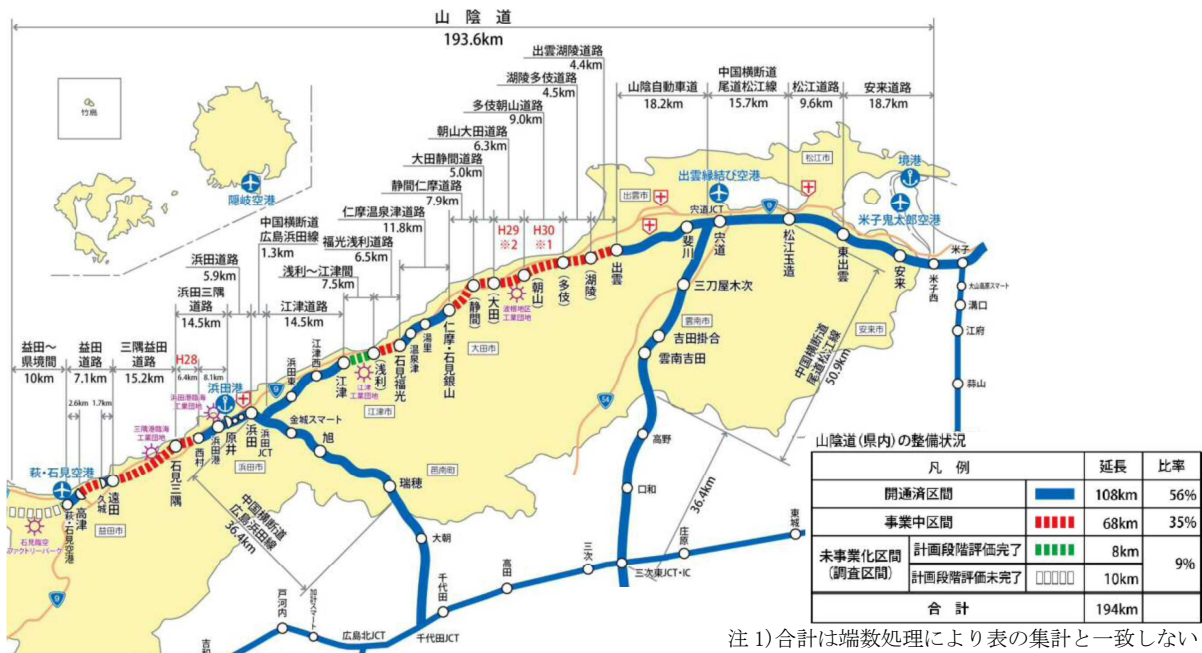 山陰道
193.6km
出雲湖陵道路
4.4km
湖陵多伎道路
4.5km
多伎朝山道路
9.0km
朝山大田道路
6.3km
大田静間道路
5.0km
静間仁摩道路
7.9km
仁摩温泉津道路
11.8km
福光浅利道路
6.5km
浅利～江津間
7.5km
江津道路
14.5km
中国横断道
広島浜田線
1.3km
浜田道路
5.9km
浜田三隅
道路
14.5km
三隅益田
道路
15.2km
益田
道路
7.1km
益田～
県境間
10km
2.6km
1.7km
H28
6.4km
8.1km
山陰自動車道
18.2km
中国横断道
尾道松江線
15.7km
松江道路
9.6km
安来道路
18.7km
竹島
隠岐空港
出雲縁結び空港
境港
米子鬼太郎空港
浜田港
萩・石見空港
松江市
出雲市
雲南市
安来市
大田市
江津市
浜田市
邑南町
益田市
H29
※2
H30
※1
波根地区
工業団地
江津
工業団地
浜田港臨海
工業団地
三隅港臨海
工業団地
石見臨空
ファクトリーパーク
萩・石見空港
高津
久城
遠田
石見三隅
西村
浜田港
原井
浜田
浜田JCT
浜田東
江津西
江津
(浅利)
石見福光
温泉津
湯里
仁摩・石見銀山
(静間)
(大田)
(朝山)
(多伎)
(湖陵)
出雲
斐川
宍道JCT
宍道
松江玉造
東出雲
安来
米子西
米子
大山高原スマート
溝口
江府
蒜山
三刀屋木次
吉田掛合
雲南吉田
高野
口和
三次東JCT・IC
庄原
東城
三次
高田
千代田
千代田JCT
広島北JCT
加計スマート
戸河内
吉和
金城スマート
旭
瑞穂
大朝
9
9
9
54
中国横断道
広島浜田線
36.4km
中国横断道
尾道松江線
50.9km
36.4km
山陰道(県内)の整備状況
凡例 延長 比率
開通済区間 108km 56%
事業中区間 68km 35%
未事業化区間
(調査区間)
計画段階評価完了 8km
9%
計画段階評価未完了 10km
合計 194km
注 1)合計は端数処理により表の集計と一致しない